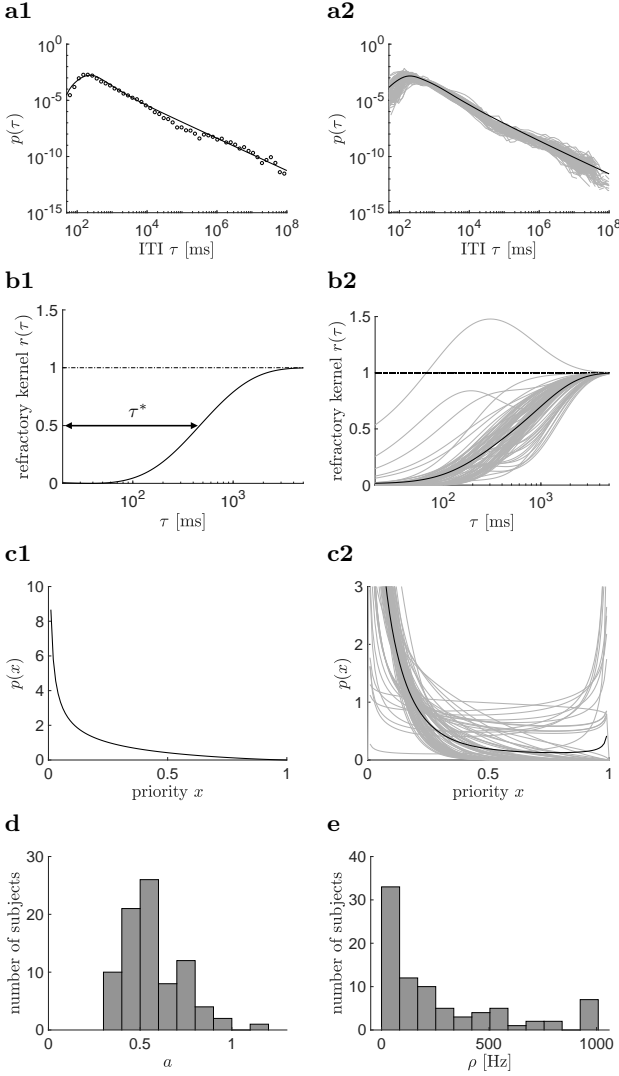 a1
10^0
10^-5
10^-10
10^-15
p(τ)
10^2
10^4
10^6
10^8
ITI τ [ms]
a2
10^0
10^-5
10^-10
10^-15
p(τ)
10^2
10^4
10^6
10^8
ITI τ [ms]
b1
1.5
1
0.5
0
refractory kernel r(τ)
τ*
10^2
10^3
τ [ms]
b2
1.5
1
0.5
0
refractory kernel r(τ)
10^2
10^3
τ [ms]
c1
10
8
6
4
2
0
p(x)
0
0.5
1
priority x
c2
3
2
1
0
p(x)
0
0.5
1
priority x
d
30
20
10
0
number of subjects
0
0.5
1
a
e
40
30
20
10
0
number of subjects
0
500
1000
ρ [Hz]